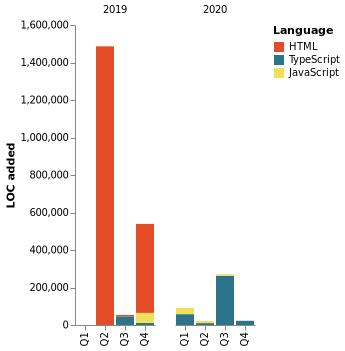 2019
2020
Language
HTML
TypeScript
JavaScript
LOC added
1,600,000
1,400,000
1,200,000
1,000,000
800,000
600,000
400,000
200,000
0
Q1
Q2
Q3
Q4
Q1
Q2
Q3
Q4